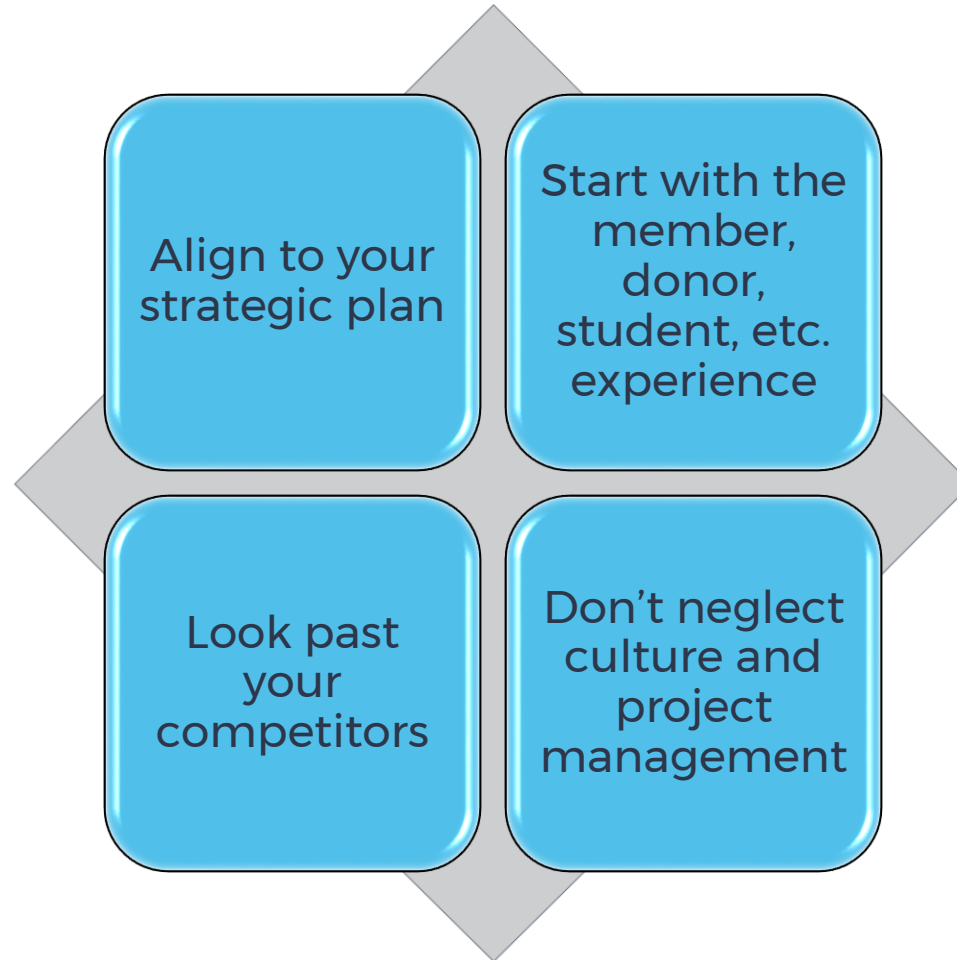 Align to your
strategic plan
Start with the
member,
donor,
student, etc.
experience
Look past
your
competitors
Don’t neglect
culture and
project
management